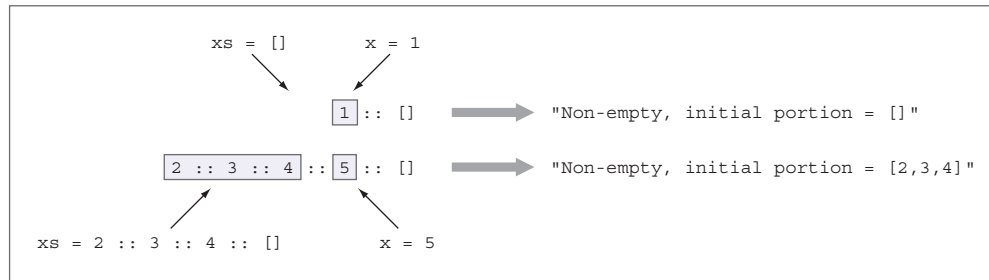 xs = [] x = 1
1 :: [] "Non-empty, initial portion = []"
2 :: 3 :: 4 :: 5 :: [] "Non-empty, initial portion = [2,3,4]"
xs = 2 :: 3 :: 4 :: [] x = 5